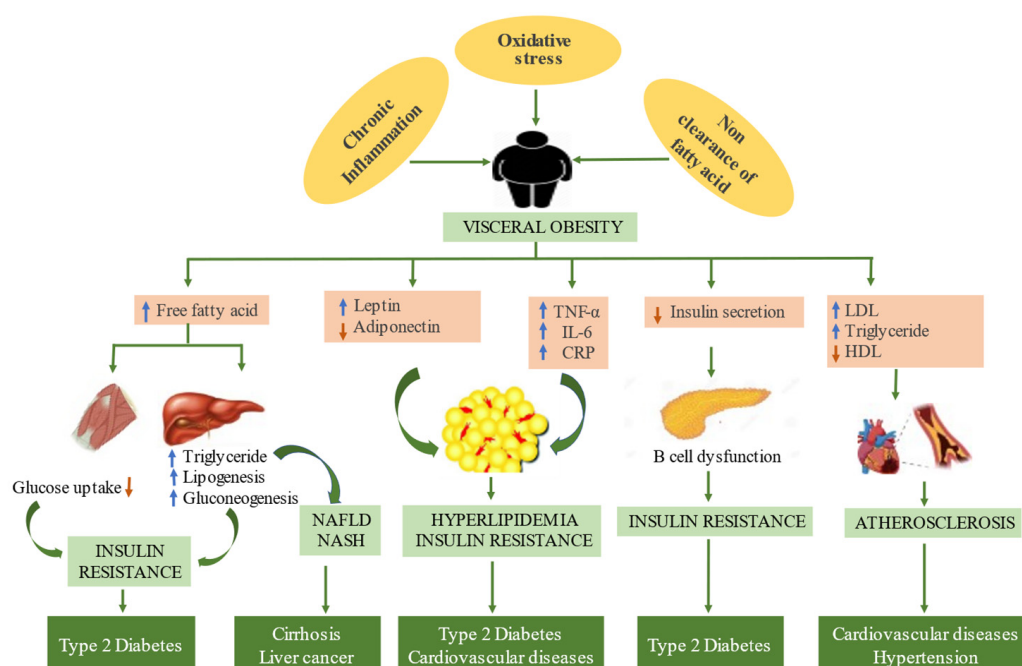 Oxidative
stress
Chronic
Inflammation
Non
clearance of
fatty acid
VISCERAL OBESITY
Free fatty acid
Leptin
Adiponectin
TNF-α
IL-6
CRP
Insulin secretion
LDL
Triglyceride
HDL
Glucose uptake
Triglyceride
Lipogenesis
Gluconeogenesis
B cell dysfunction
INSULIN
RESISTANCE
NAFLD
NASH
HYPERLIPIDEMIA
INSULIN RESISTANCE
INSULIN RESISTANCE
ATHEROSCLEROSIS
Type 2 Diabetes
Cirrhosis
Liver cancer
Type 2 Diabetes
Cardiovascular diseases
Type 2 Diabetes
Cardiovascular diseases
Hypertension